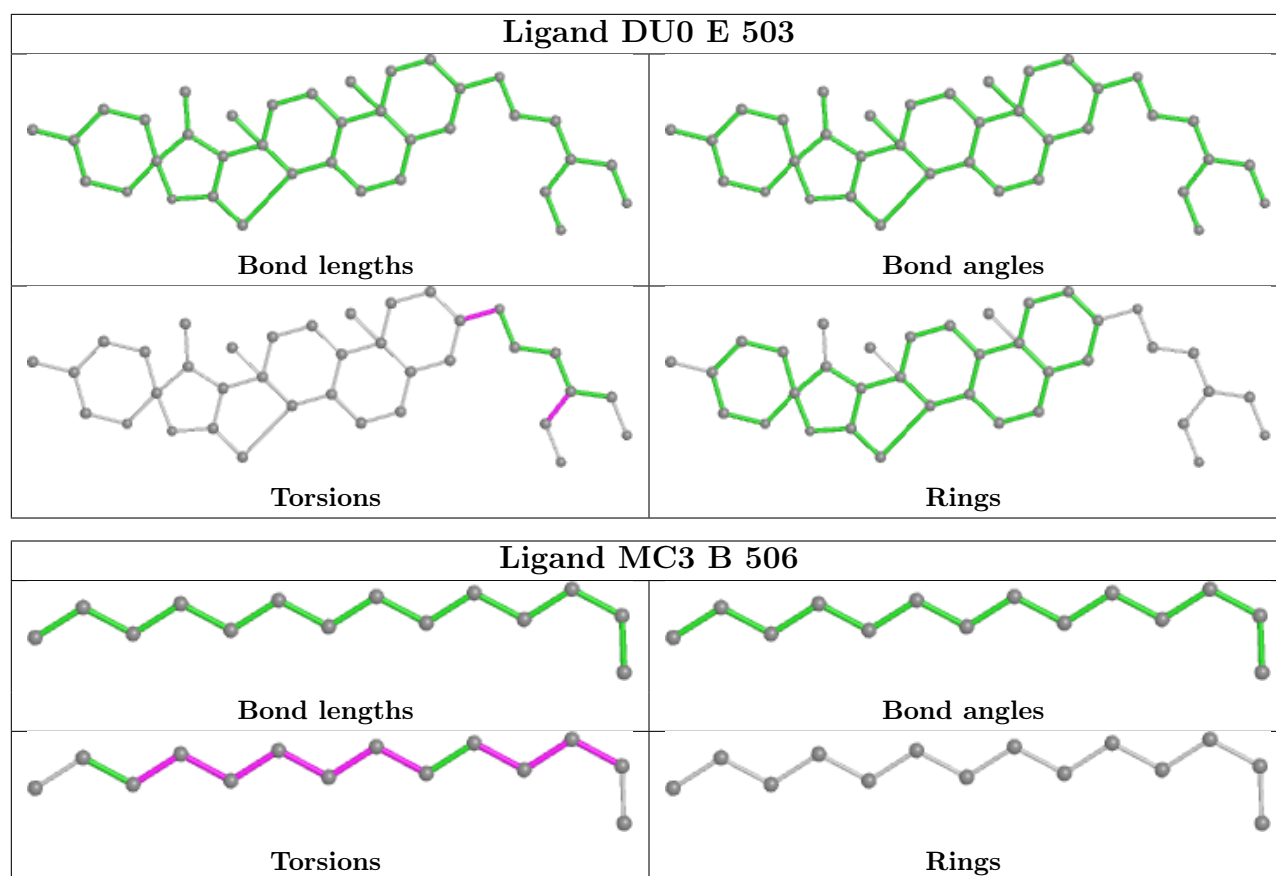 Ligand DU0 E 503
Bond lengths
Bond angles
Torsions
Rings
Ligand MC3 B 506
Bond lengths
Bond angles
Torsions
Rings